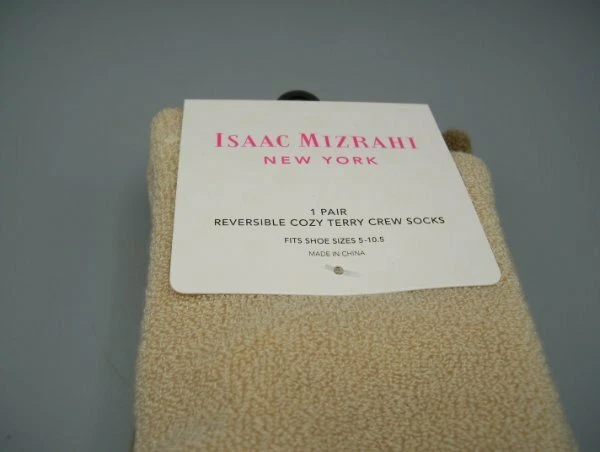 ISAAC MIZRAHI
NEW YORK
1 PAIR
REVERSIBLE COZY TERRY CREW SOCKS
FITS SHOE SIZES 5-10.5
MADE IN CHINA